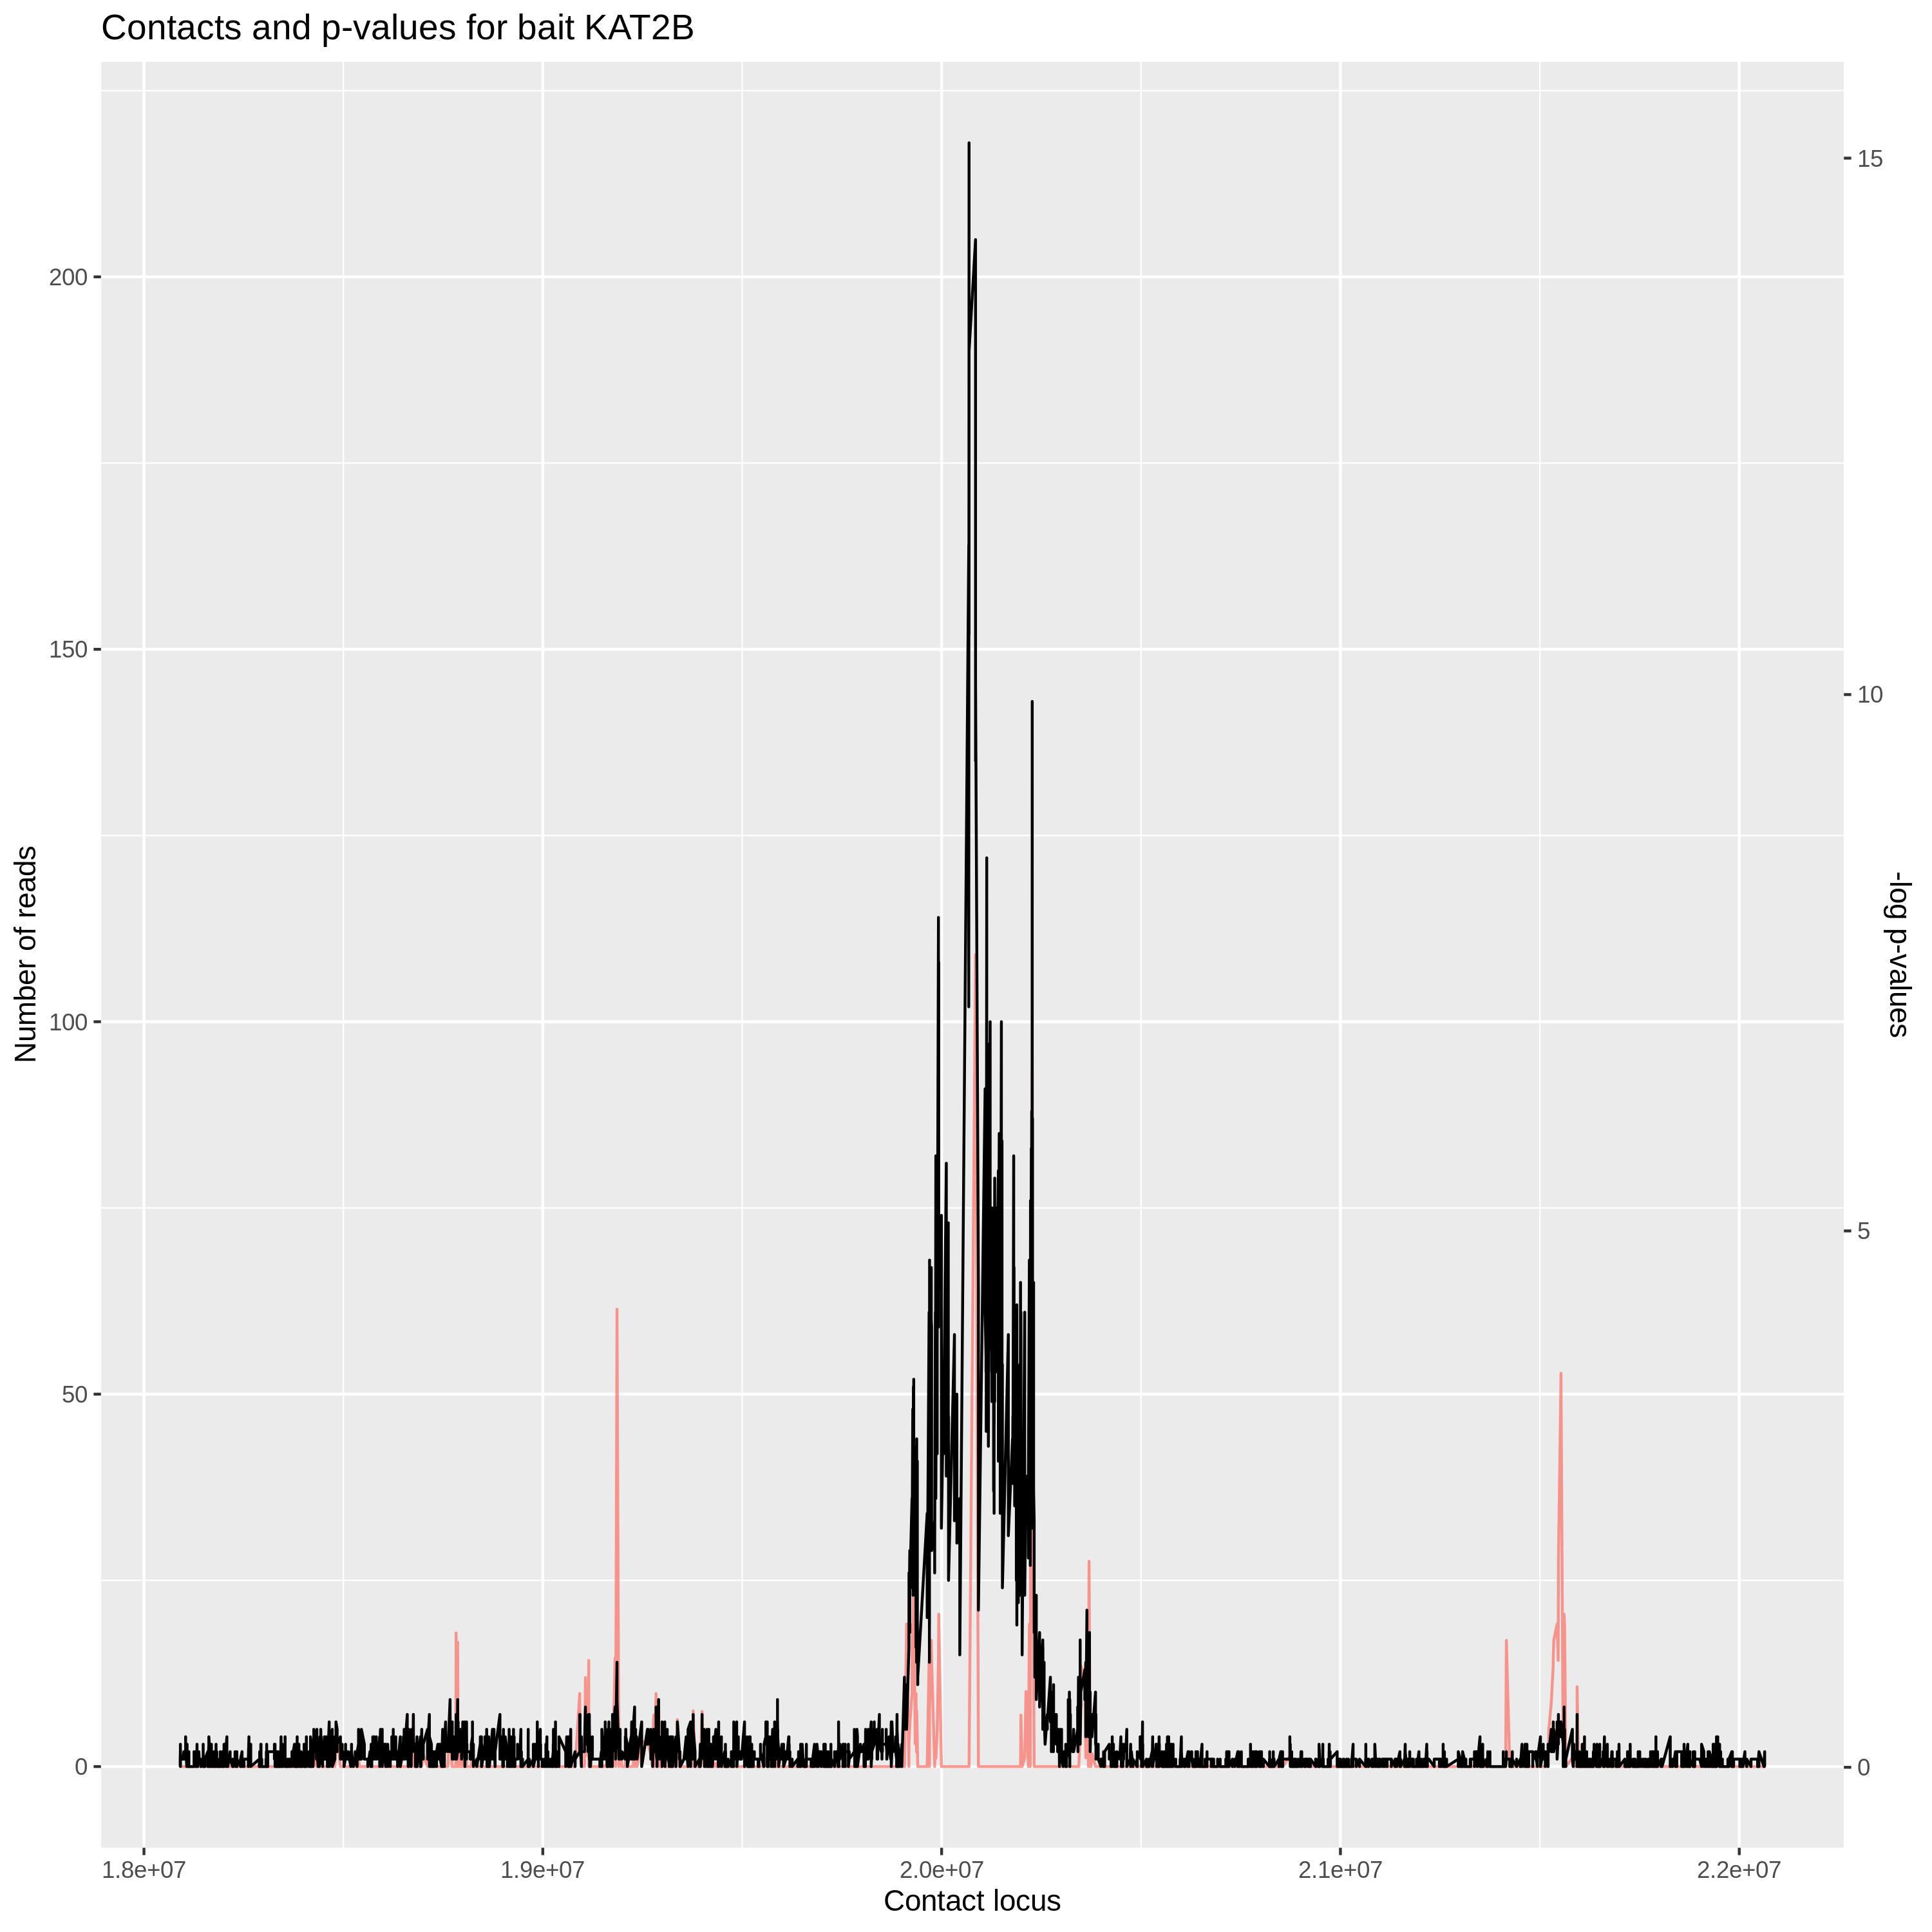 Contacts and p-values for bait KAT2B
200
150
100
50
0
Number of reads
15
10
5
0
-log p-values
1.8e+07
1.9e+07
2.0e+07
2.1e+07
2.2e+07
Contact locus